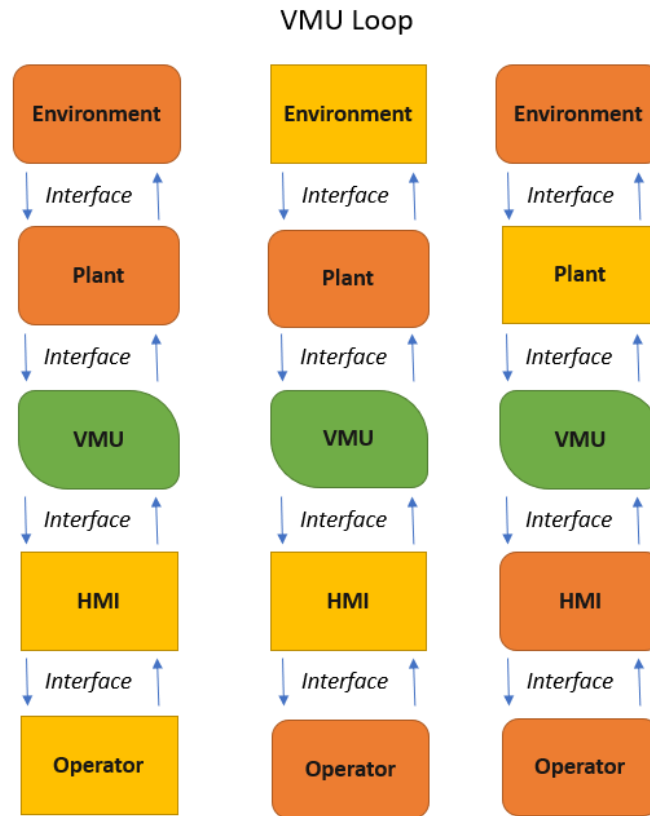 VMU Loop
Environment
Environment
Environment
Interface
Interface
Interface
Plant
Plant
Plant
Interface
Interface
Interface
VMU
VMU
VMU
Interface
Interface
Interface
HMI
HMI
HMI
Interface
Interface
Interface
Operator
Operator
Operator